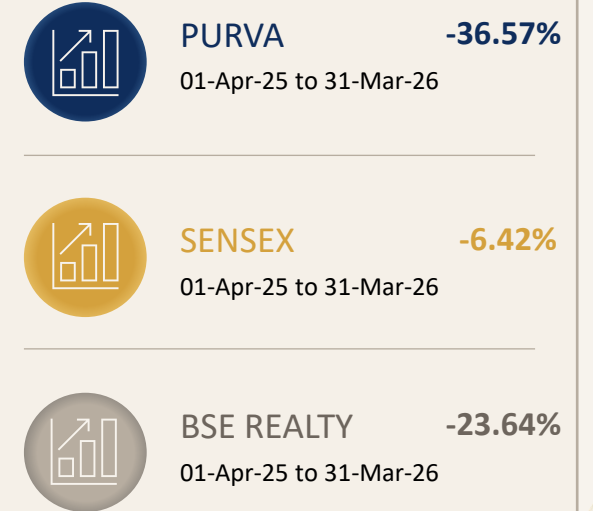 PURVA -36.57%
01-Apr-25 to 31-Mar-26
SENSEX -6.42%
01-Apr-25 to 31-Mar-26
BSE REALTY -23.64%
01-Apr-25 to 31-Mar-26